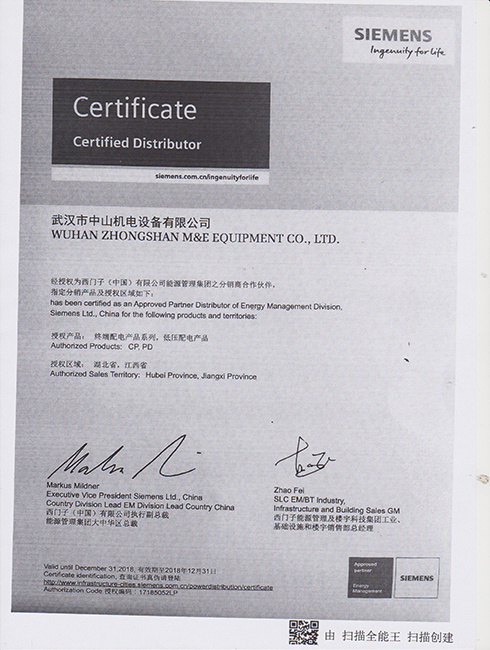 SIEMENS
Ingenuity for life
Certificate
Certified Distributor
siemens.com.cn/ingenuityforlife
武汉市中山机电设备有限公司
WUHAN ZHONGSHAN M&E EQUIPMENT CO., LTD.
经授权为西门子（中国）有限公司能源管理集团之分销商合作伙伴，
指定分销产品及授权区域如下：
has been certified as an Approved Partner Distributor of Energy Management Division,
Siemens Ltd., China for the following products and territories:
授权产品： 终端配电产品系列，低压配电产品
Authorized Products: CP, PD
授权区域： 湖北省，江西省
Authorized Sales Territory: Hubei Province, Jiangxi Province
Markus Mildner
Executive Vice President Siemens Ltd., China
Country Division Lead EM Division Lead Country China
西门子（中国）有限公司执行副总裁
能源管理集团大中华区总裁
Zhao Fei
SLC EM/BT Industry,
Infrastructure and Building Sales GM
西门子能源管理及楼宇科技集团工业、
基础设施和楼宇销售部总经理
Valid until December 31,2018, 有效期至2018年12月31日
Certificate identification, 查询证书真伪请登陆
http://www.infrastructure-cities.siemens.com.cn/powerdistribution/certificate
Authorization Code 授权编码：17185052LP
Approved
partner
Energy
Management
SIEMENS
由 扫描全能王 扫描创建